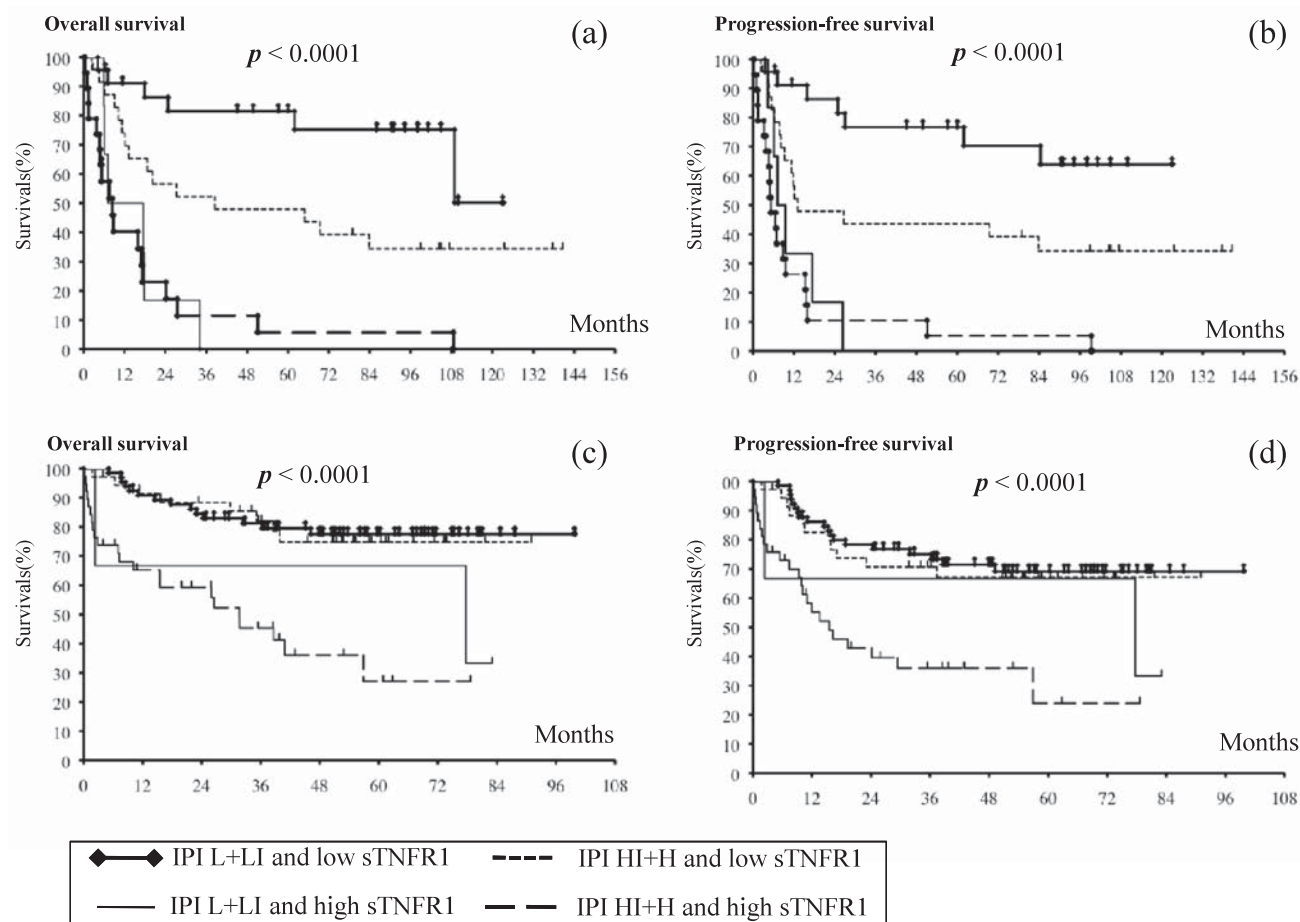 Overall survival
(a)
p < 0.0001
Survivals(%)
100
90
80
70
60
50
40
30
20
10
0
Months
0 12 24 36 48 60 72 84 96 108 120 132 144 156
Progression-free survival
(b)
p < 0.0001
Survivals(%)
100
90
80
70
60
50
40
30
20
10
0
Months
0 12 24 36 48 60 72 84 96 108 120 132 144 156
Overall survival
(c)
p < 0.0001
Survivals(%)
100
90
80
70
60
50
40
30
20
10
0
Months
0 12 24 36 48 60 72 84 96 108
Progression-free survival
(d)
p < 0.0001
Survivals(%)
00
90
80
70
60
50
40
30
20
10
0
Months
0 12 24 36 48 60 72 84 96 108
IPI L+LI and low sTNFR1
IPI HI+H and low sTNFR1
IPI L+LI and high sTNFR1
IPI HI+H and high sTNFR1